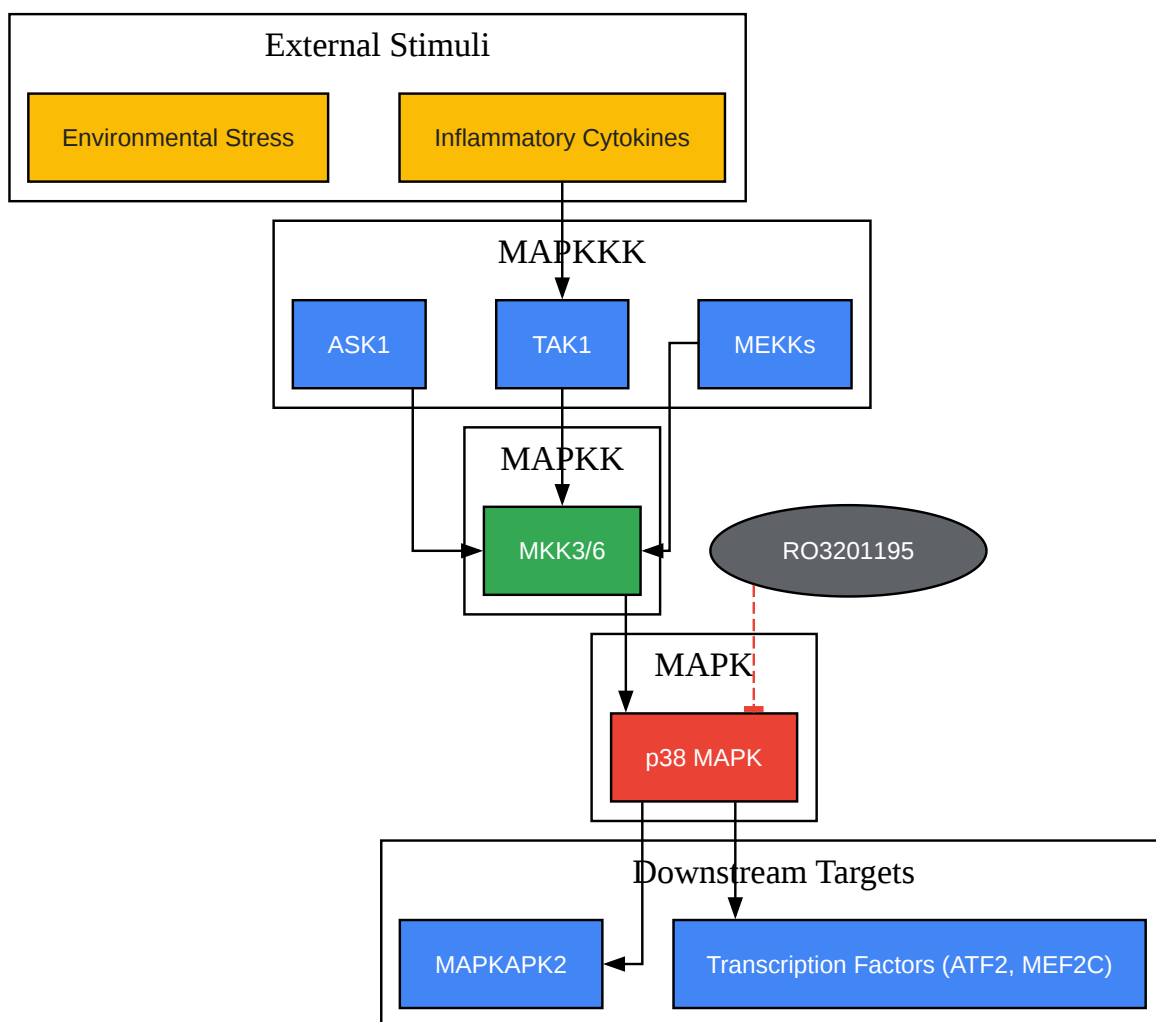 External Stimuli
Environmental Stress
Inflammatory Cytokines
MAPKKK
ASK1
TAK1
MEKKs
MAPKK
MKK3/6
RO3201195
MAPK
p38 MAPK
Downstream Targets
MAPKAPK2
Transcription Factors (ATF2, MEF2C)